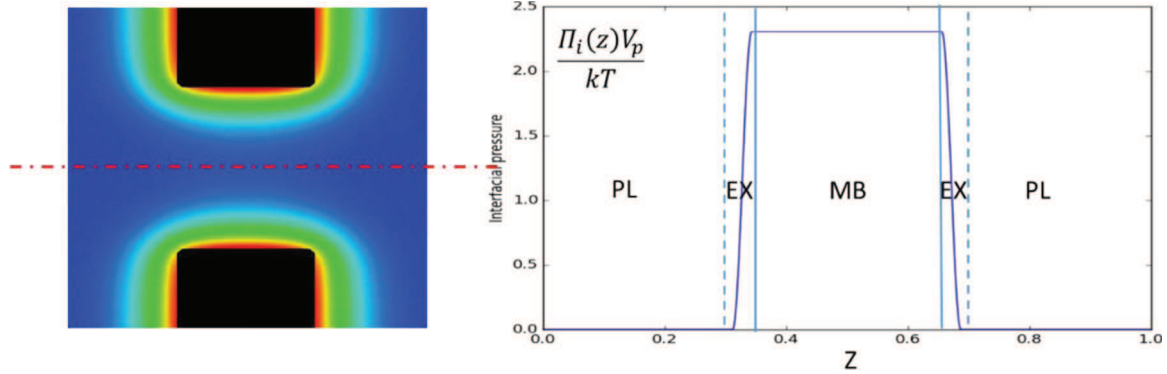 2.5
2.0
1.5
1.0
0.5
0.0
Interfacial pressure
Π_i(z)V_p
kT
PL
EX
MB
EX
PL
0.0
0.2
0.4
0.6
0.8
1.0
Z